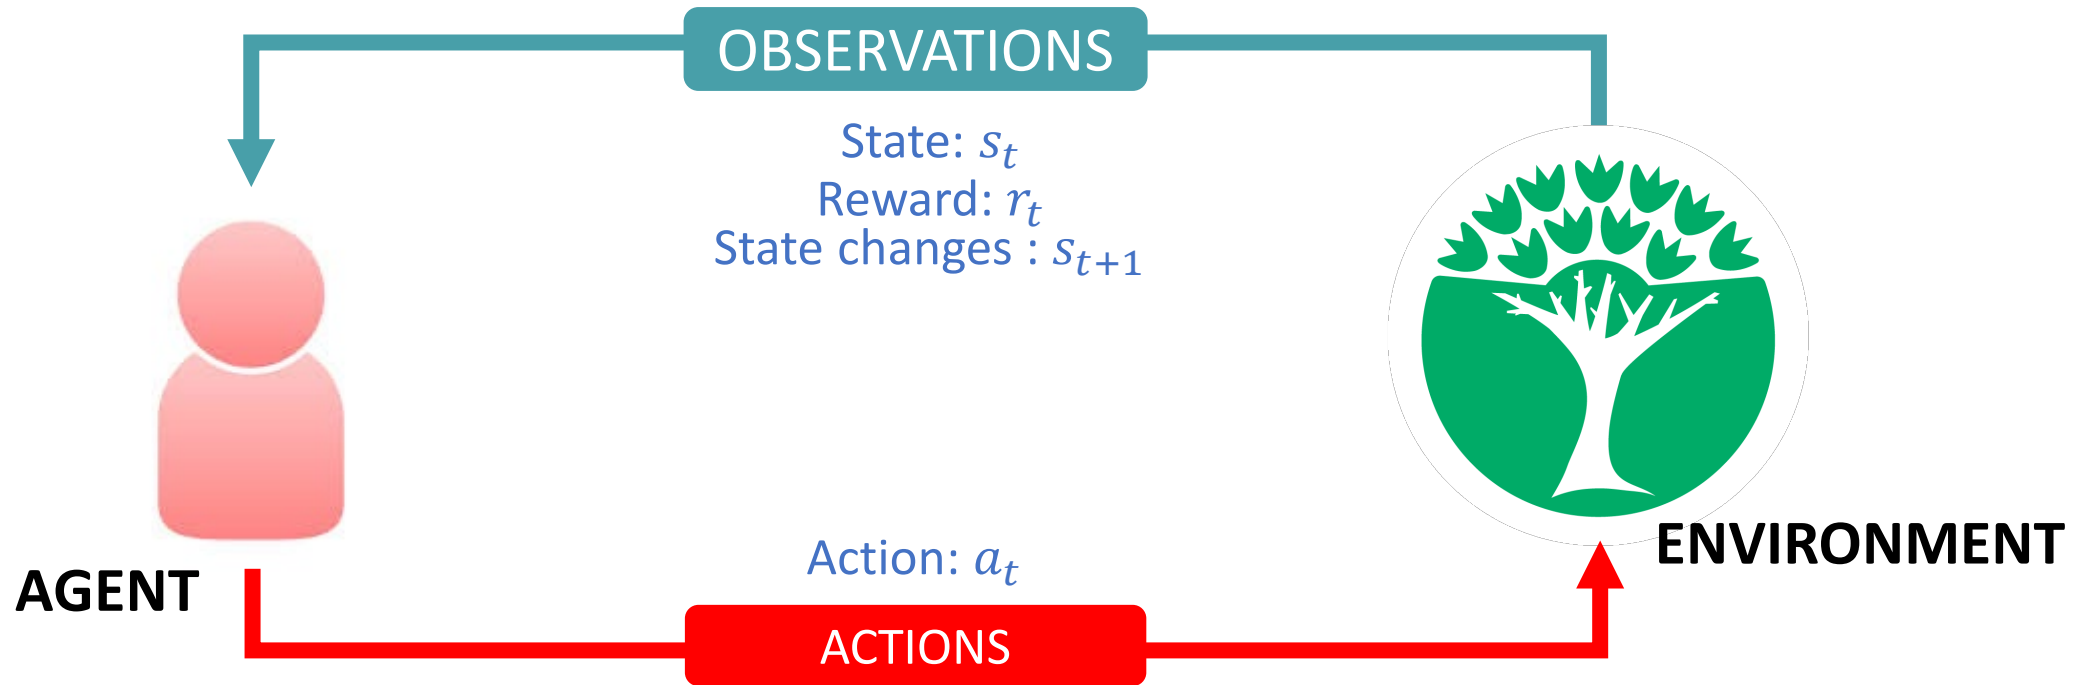 OBSERVATIONS
State: s_t
Reward: r_t
State changes : s_{t+1}
ENVIRONMENT
Action: a_t
AGENT
ACTIONS